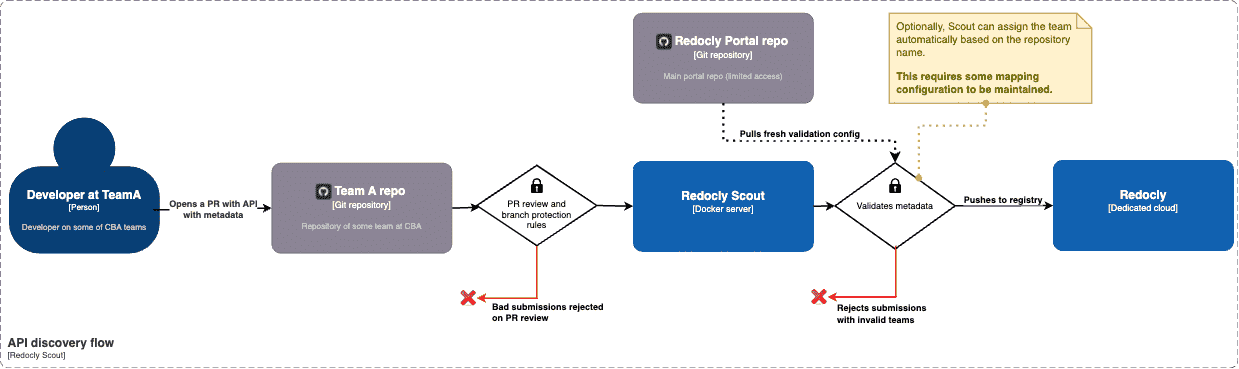 Redocly Portal repo
[Git repository]
Main portal repo (limited access)
Optionally, Scout can assign the team
automatically based on the repository
name.
This requires some mapping
configuration to be maintained.
Pulls fresh validation config
Developer at TeamA
[Person]
Developer on some of CBA teams
Opens a PR with API
with metadata
Team A repo
[Git repository]
Repository of some team at CBA
PR review and
branch protection
rules
Redocly Scout
[Docker server]
Validates metadata
Pushes to registry
Redocly
[Dedicated cloud]
Bad submissions rejected
on PR review
Rejects submissions
with invalid teams
API discovery flow
[Redocly Scout]